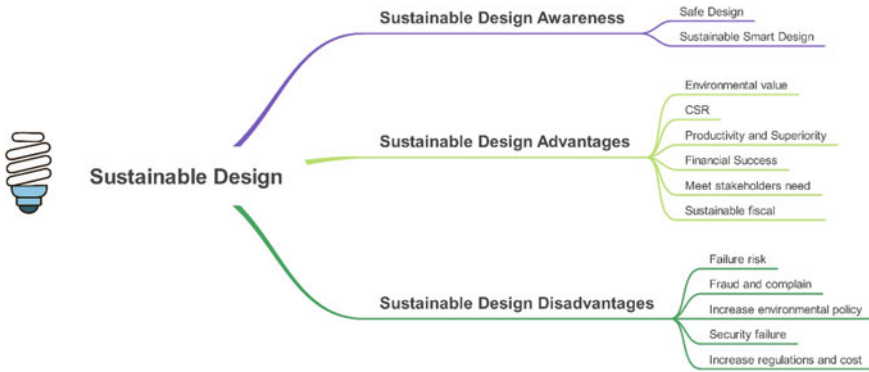 Sustainable Design
Sustainable Design Awareness
Safe Design
Sustainable Smart Design
Sustainable Design Advantages
Environmental value
CSR
Productivity and Superiority
Financial Success
Meet stakeholders need
Sustainable fiscal
Sustainable Design Disadvantages
Failure risk
Fraud and complain
Increase environmental policy
Security failure
Increase regulations and cost